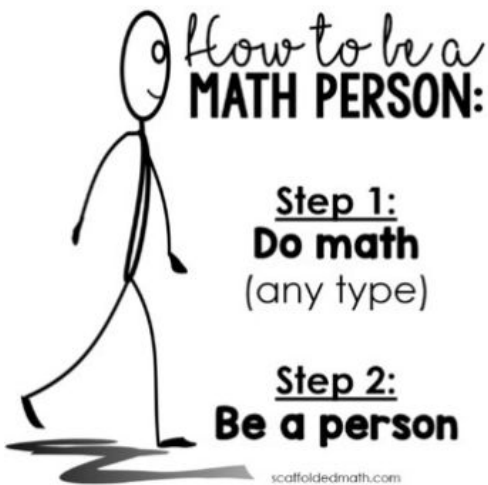 How to be a
MATH PERSON:
Step 1:
Do math
(any type)
Step 2:
Be a person
scaffoldedmath.com